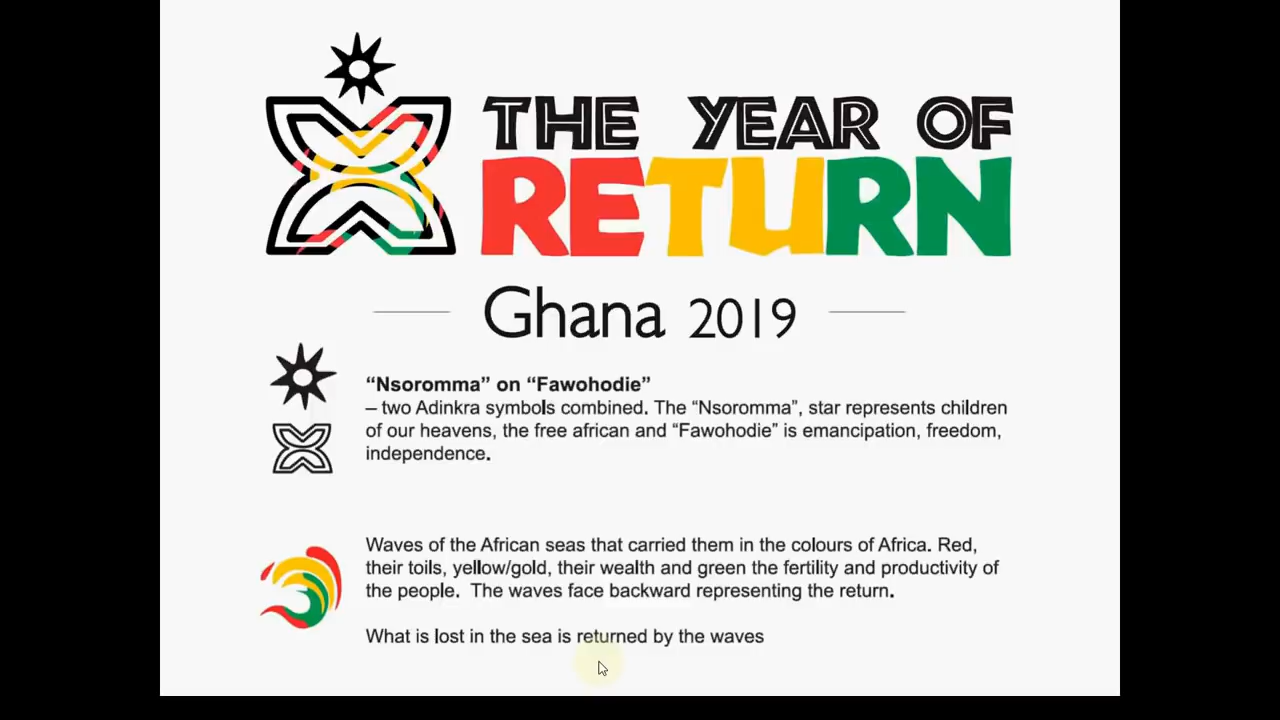 THE YEAR OF
RETURN
Ghana 2019
“Nsoromma” on “Fawohodie”
– two Adinkra symbols combined. The “Nsoromma”, star represents children
of our heavens, the free african and “Fawohodie” is emancipation, freedom,
independence.
Waves of the African seas that carried them in the colours of Africa. Red,
their toils, yellow/gold, their wealth and green the fertility and productivity of
the people. The waves face backward representing the return.
What is lost in the sea is returned by the waves